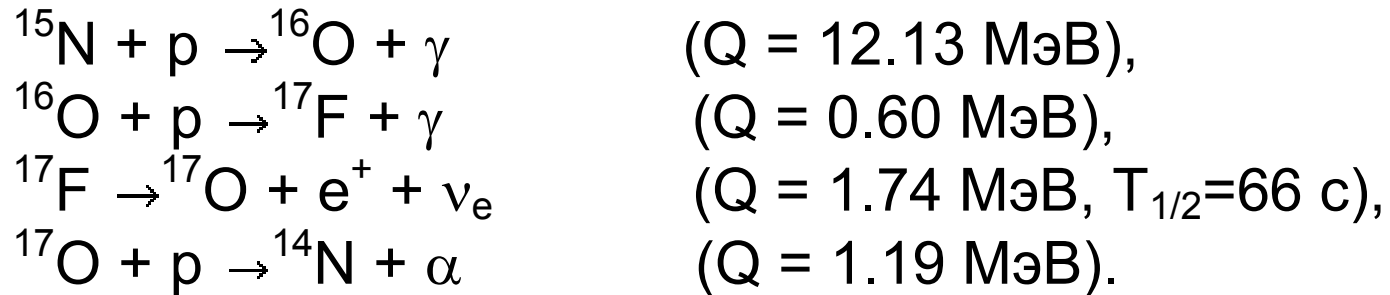 ¹⁵N + p →¹⁶O + γ (Q = 12.13 МэВ),
¹⁶O + p →¹⁷F + γ (Q = 0.60 МэВ),
¹⁷F →¹⁷O + e⁺ + νₑ (Q = 1.74 МэВ, T₁/₂=66 с),
¹⁷O + p →¹⁴N + α (Q = 1.19 МэВ).